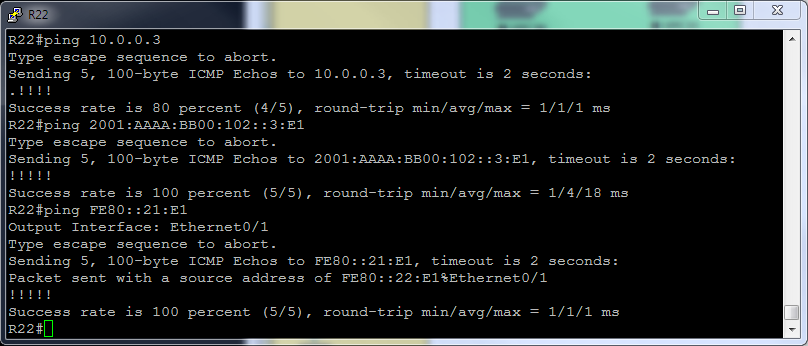 R22
R22#ping 10.0.0.3
Type escape sequence to abort.
Sending 5, 100-byte ICMP Echos to 10.0.0.3, timeout is 2 seconds:
.!!!!
Success rate is 80 percent (4/5), round-trip min/avg/max = 1/1/1 ms
R22#ping 2001:AAAA:BB00:102::3:E1
Type escape sequence to abort.
Sending 5, 100-byte ICMP Echos to 2001:AAAA:BB00:102::3:E1, timeout is 2 seconds:
!!!!!
Success rate is 100 percent (5/5), round-trip min/avg/max = 1/4/18 ms
R22#ping FE80::21:E1
Output Interface: Ethernet0/1
Type escape sequence to abort.
Sending 5, 100-byte ICMP Echos to FE80::21:E1, timeout is 2 seconds:
Packet sent with a source address of FE80::22:E1%Ethernet0/1
!!!!!
Success rate is 100 percent (5/5), round-trip min/avg/max = 1/1/1 ms
R22#